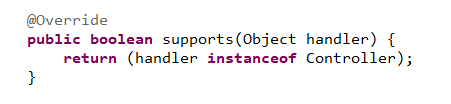 @Override
public boolean supports(Object handler) {
    return (handler instanceof Controller);
}